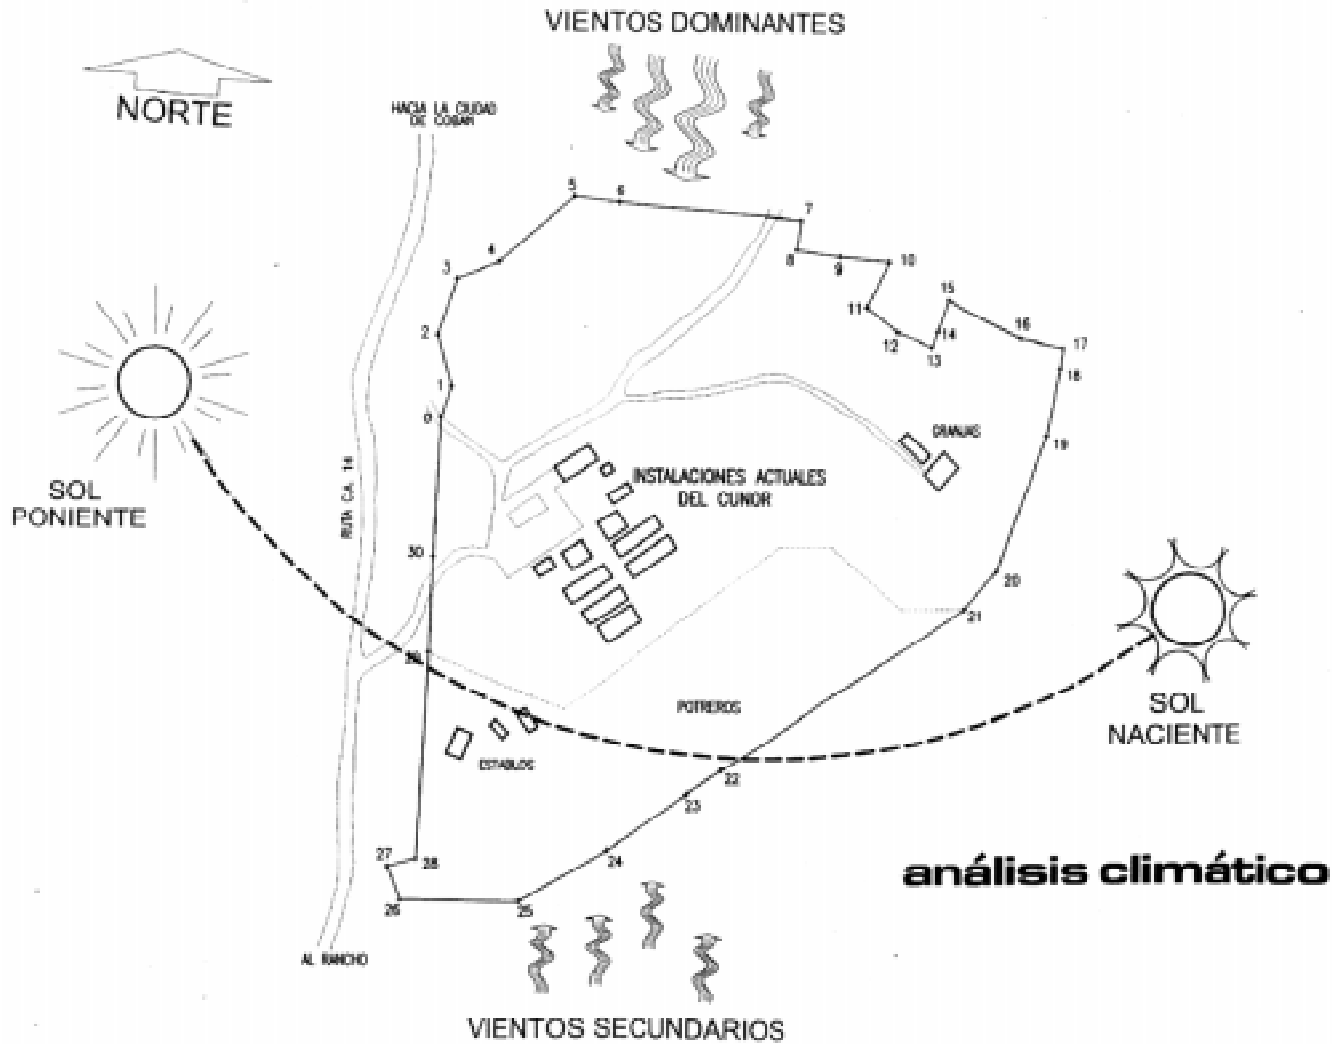 VIENTOS DOMINANTES
NORTE
HACIA LA CIUDAD
DE COBAN
5
6
7
4
8
9
10
3
15
11
2
12
14
13
16
17
18
1
0
19
GRANJAS
INSTALACIONES ACTUALES
DEL CUNOR
RUTA CA. 14
SOL
PONIENTE
30
20
21
29
SOL
NACIENTE
POTREROS
ESTABLOS
22
23
24
27
28
análisis climático
26
25
AL RANCHO
VIENTOS SECUNDARIOS